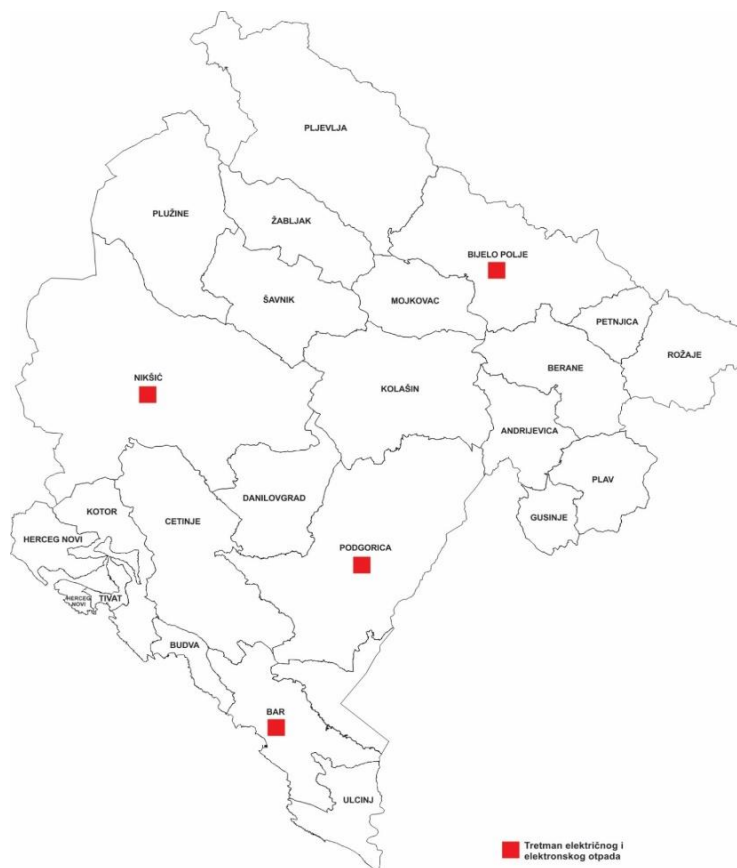 PLJEVLJA
PLUŽINE
ŽABLJAK
BIJELO POLJE
ŠAVNIK
MOJKOVAC
PETNJICA
ROŽAJE
NIKŠIĆ
KOLAŠIN
BERANE
ANDRIJEVICA
PLAV
DANILOVGRAD
KOTOR
CETINJE
GUSINJE
HERCEG NOVI
PODGORICA
HERCEG
NOVI
TIVAT
BUDVA
BAR
ULCINJ
Tretman električnog i
elektronskog otpada